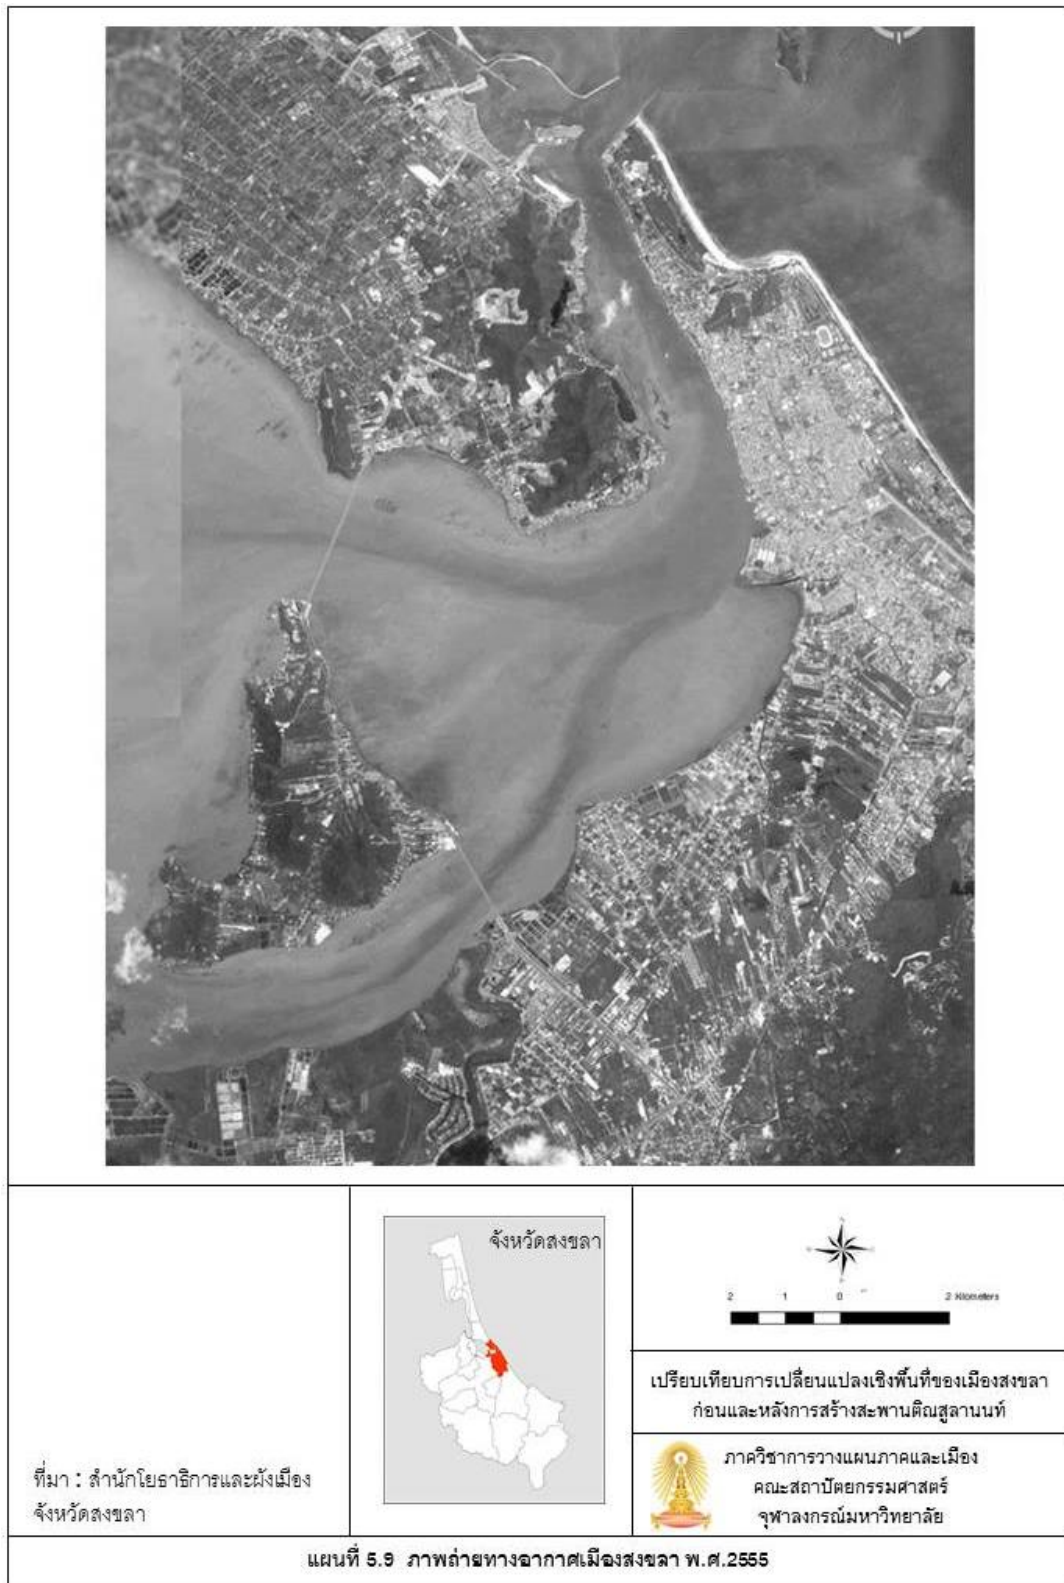 จังหวัดสงขลา
2 1 0 2 Kilometers
เปรียบเทียบการเปลี่ยนแปลงเชิงพื้นที่ของเมืองสงขลา
ก่อนและหลังการสร้างสะพานติณสูลานนท์
ที่มา : สำนักโยธาธิการและผังเมือง
จังหวัดสงขลา
ภาควิชาการวางแผนภาคและเมือง
คณะสถาปัตยกรรมศาสตร์
จุฬาลงกรณ์มหาวิทยาลัย
แผนที่ 5.9 ภาพถ่ายทางอากาศเมืองสงขลา พ.ศ.2555